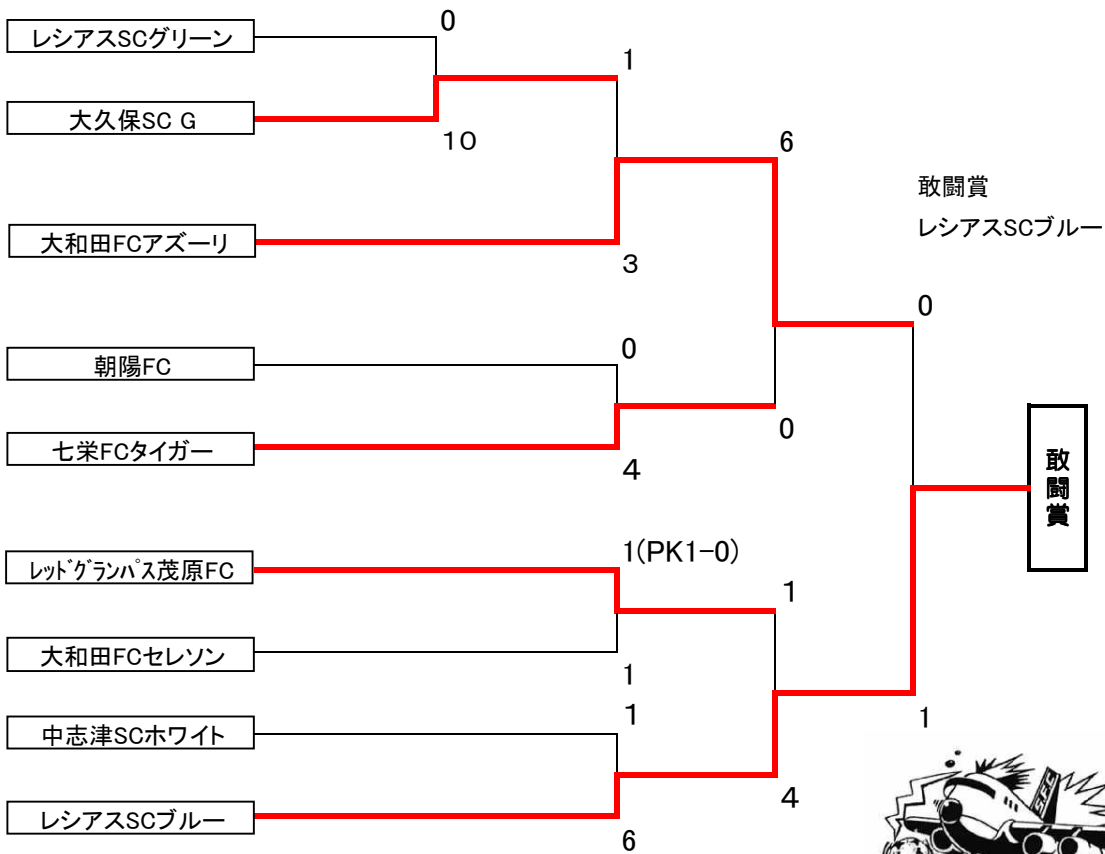 レシアスSCグリーン
0
大久保SC G
10
1
大和田FCアズーリ
3
6
敢闘賞
レシアスSCブルー
朝陽FC
0
七栄FCタイガー
4
0
0
レッドグランパス茂原FC
1(PK1-0)
大和田FCセレソン
1
1
中志津SCホワイト
1
レシアスSCブルー
6
4
1
敢闘賞